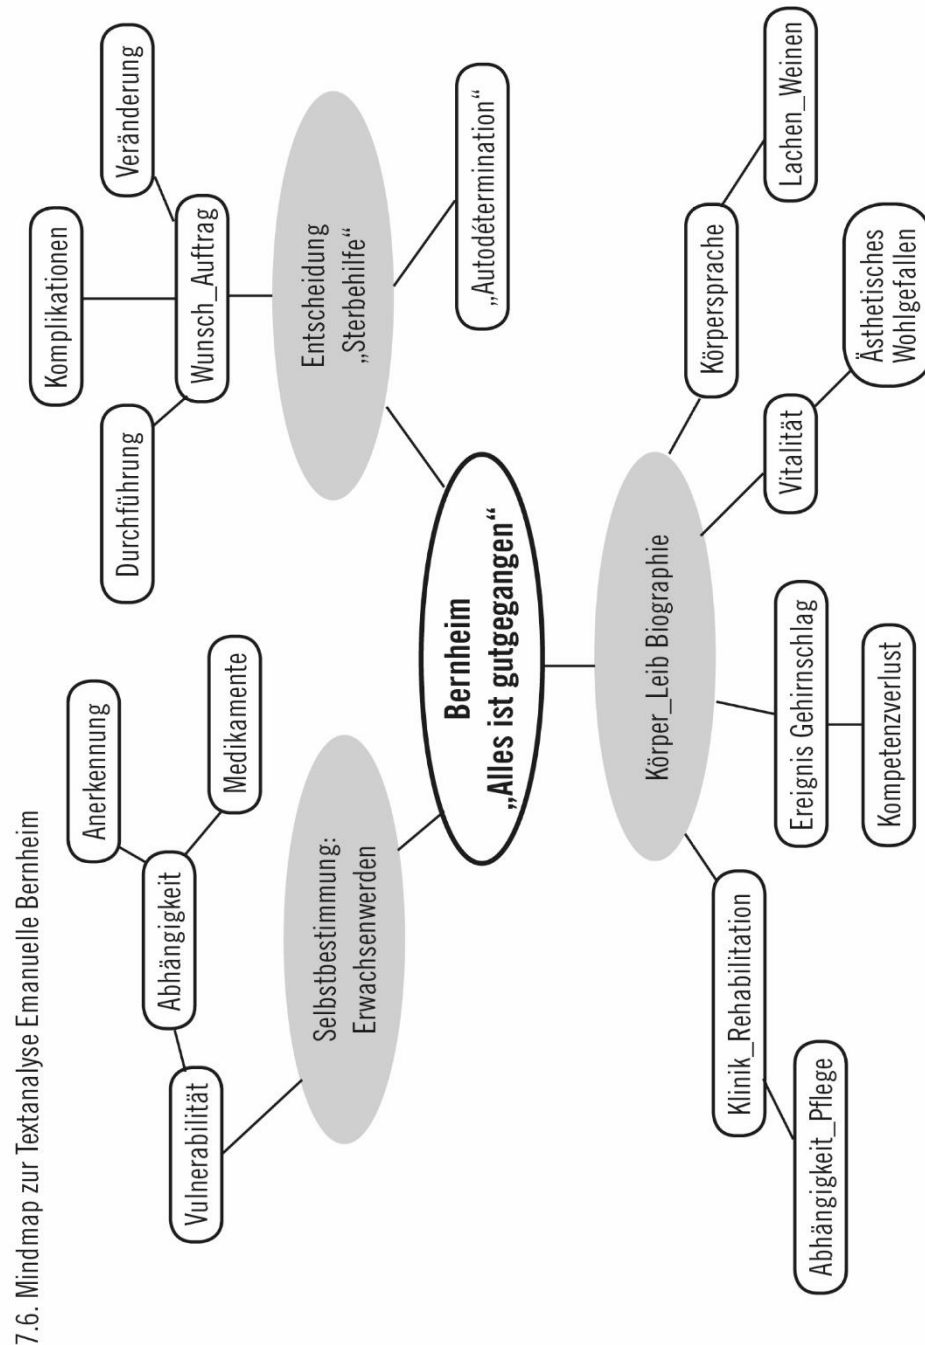 7.6. Mindmap zur Textanalyse Emanuelle Bernheim
Anerkennung
Abhängigkeit
Medikamente
Vulnerabilität
Selbstbestimmung:
Erwachsenwerden
Komplikationen
Durchführung
Veränderung
Wunsch_Auftrag
Entscheidung
„Sterbehilfe“
„Autodétermination“
Bernheim
„Alles ist gutgegangen“
Körper_Leib Biographie
Klinik_Rehabilitation
Abhängigkeit_Pflege
Ereignis Gehirnschlag
Kompetenzverlust
Vitalität
Ästhetisches
Wohlgefallen
Körpersprache
Lachen_Weinen